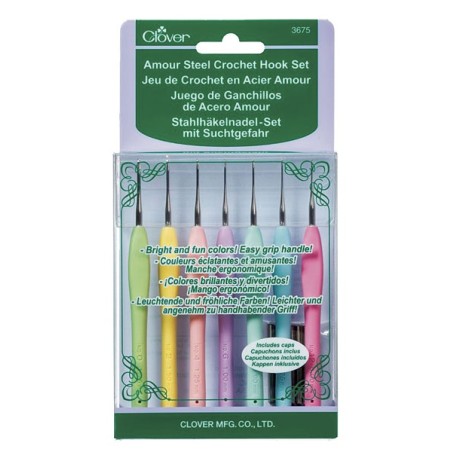 Clover
3675
Amour Steel Crochet Hook Set
Jeu de Crochet en Acier Amour
Juego de Ganchillos
de Acero Amour
Stahlhäkelnadel-Set
mit Suchtgefahr
- Bright and fun colors! Easy grip handle!
- Couleurs éclatantes et amusantes!
Manche ergonomique!
- ¡Colores brillantes y divertidos!
¡Mango ergonómico!
- Leuchtende und fröhliche Farben! Leichter und
angenehm zu handhabender Griff!
Includes caps
Capuchons inclus
Capuchones incluidos
Kappen inklusive
CLOVER MFG. CO., LTD.